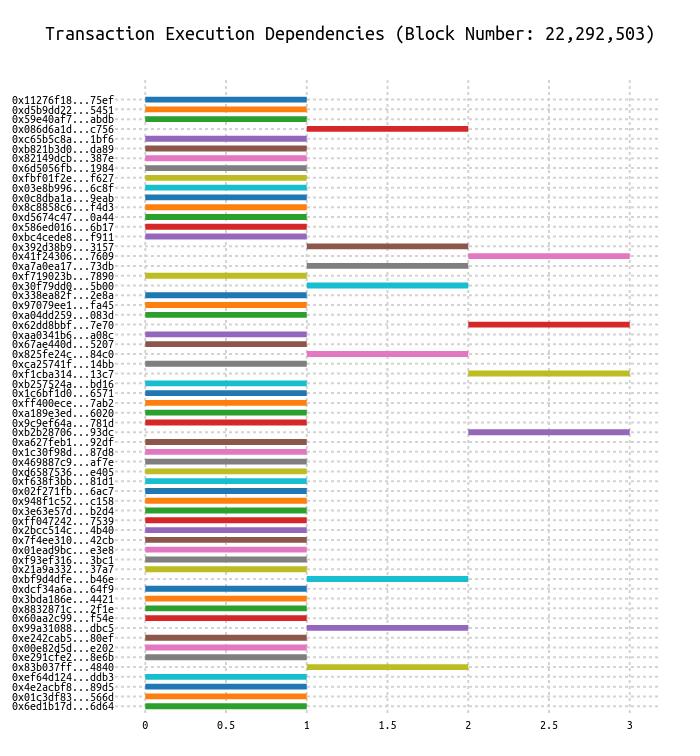 Transaction Execution Dependencies (Block Number: 22,292,503)
0x11276f18...75ef
0xd5b9dd22...5451
0x59e40af7...abdb
0x086d6a1d...c756
0xc65b5c8a...1bf6
0xb821b3d0...da89
0x82149dcb...387e
0x6d5056fb...1984
0xfbf01f2e...f627
0x03e8b996...6c8f
0x0c8dba1a...9eab
0x8c8858c6...f4d3
0xd5674c47...0a44
0x586ed016...6b17
0xbc4cede8...f911
0x392d38b9...3157
0x41f24306...7609
0xa7a0ea17...73db
0xf719023b...7890
0x30f79dd0...5b00
0x338ea82f...2e8a
0x97079ee1...fa45
0xa04dd259...083d
0x62dd8bbf...7e70
0xaa0341b6...a08c
0x67ae440d...5207
0x825fe24c...84c0
0xca25741f...14bb
0xf1cba314...13c7
0xb257524a...bd16
0x1c6bf1d0...6571
0xff400ece...7ab2
0xa189e3ed...6020
0x9c9ef64a...781d
0xb2b28706...93dc
0xa627feb1...92df
0x1c30f98d...87d8
0x469887c9...af7e
0xd6587536...e405
0xf638f3bb...81d1
0x02f271fb...6ac7
0x948f1c52...c158
0x3e63e57d...b2d4
0xff047242...7539
0x2bcc514c...4b40
0x7f4ee310...42cb
0x01ead9bc...e3e8
0xf93ef316...3bc1
0x21a9a332...37a7
0xbf9d4dfe...b46e
0xdcf34a6a...64f9
0x3bda186e...4421
0x8832871c...2f1e
0x60aa2c99...f54e
0x99a31088...dbc5
0xe242cab5...80ef
0x00e82d5d...e202
0xe291cfe2...8e6b
0x83b037ff...4840
0xef64d124...ddb3
0x4e2acbf8...89d5
0x01c3df83...566d
0x6ed1b17d...6d64
0 0.5 1 1.5 2 2.5 3